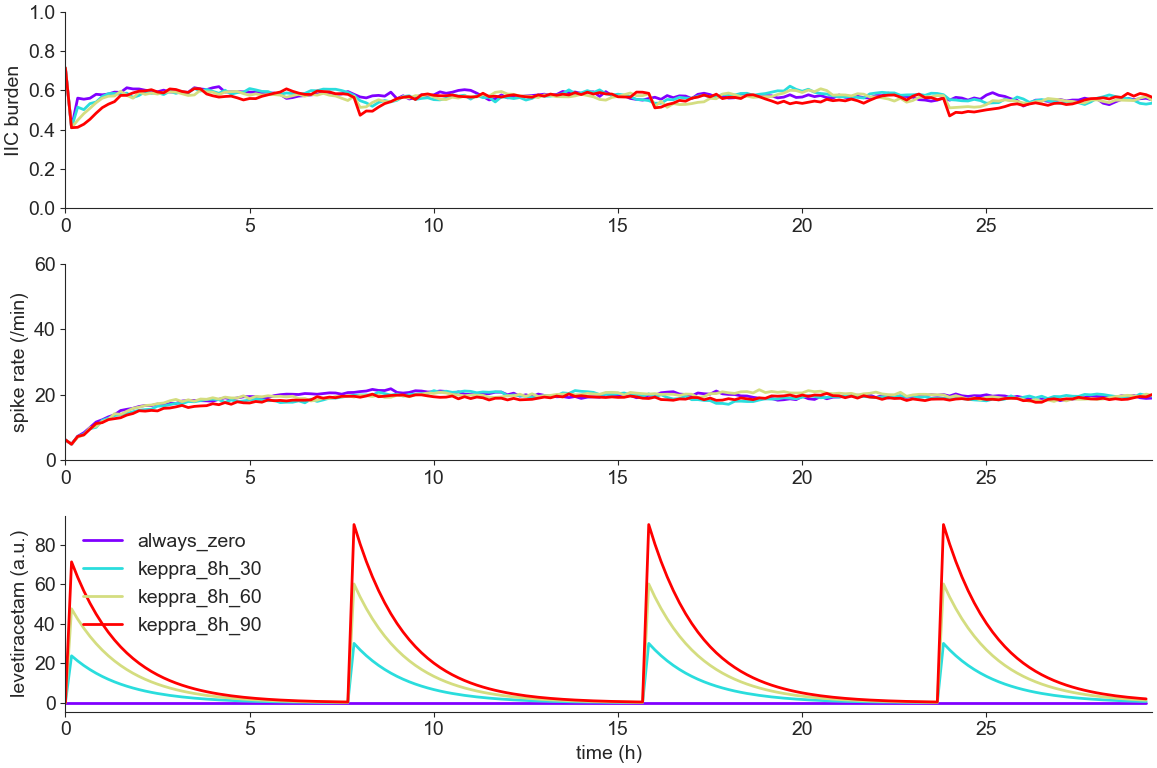 1.0
0.8
0.6
0.4
0.2
0.0
IIC burden
0 5 10 15 20 25
60
40
20
0
spike rate (/min)
0 5 10 15 20 25
80
60
40
20
0
levetiracetam (a.u.)
always_zero
keppra_8h_30
keppra_8h_60
keppra_8h_90
0 5 10 15 20 25
time (h)